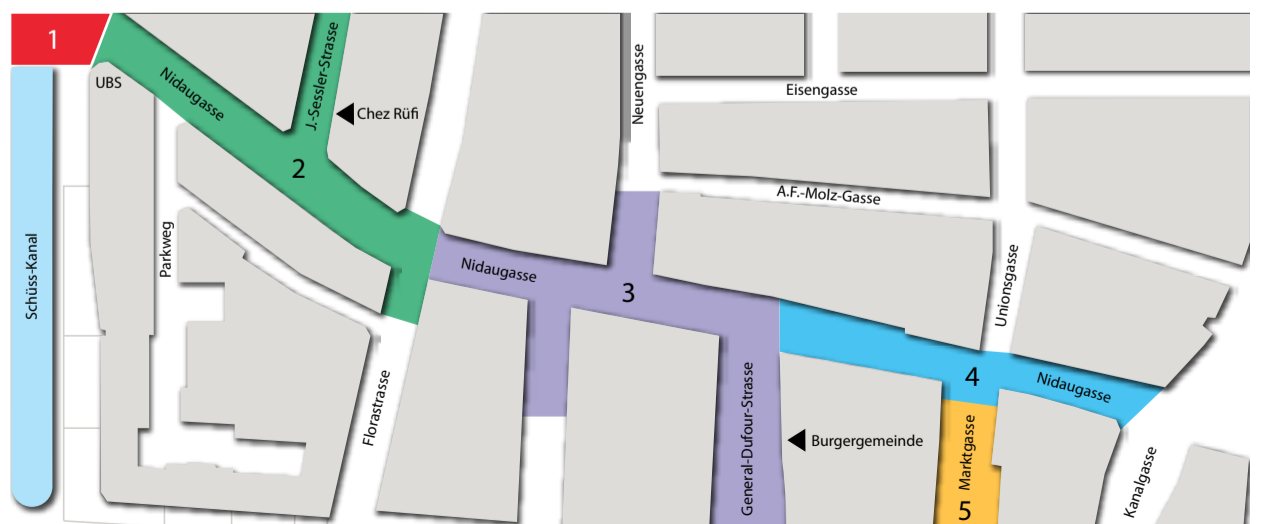 1
UBS
Nidaugasse
J.-Sessler-Strasse
Chez Rüfi
Neuengasse
Eisengasse
2
A.F.-Molz-Gasse
Parkweg
Schüss-Kanal
Nidaugasse
3
Unionsgasse
4
Nidaugasse
Florastrasse
General-Dufour-Strasse
Burgergemeinde
Marktgasse
Kanalgasse
5